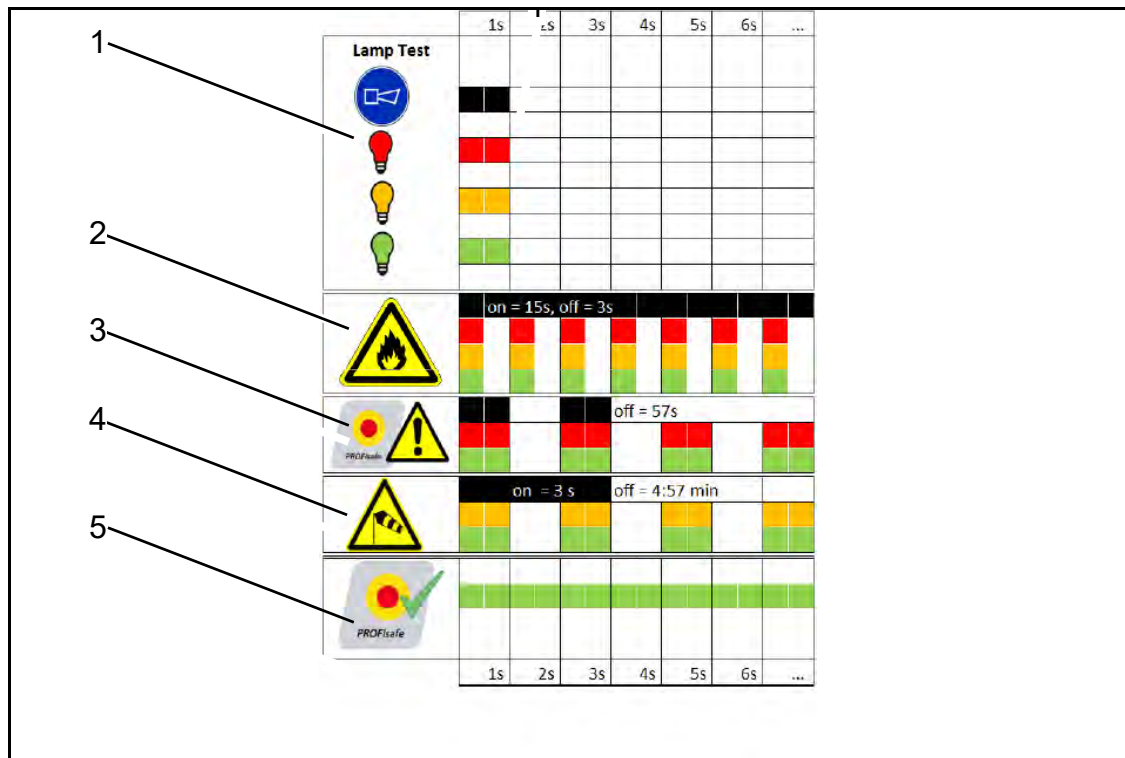 1s 2s 3s 4s 5s 6s ...
1
Lamp Test
2
on = 15s, off = 3s
3
PROFIsafe
off = 57s
4
on = 3 s off = 4:57 min
5
PROFIsafe
1s 2s 3s 4s 5s 6s ...